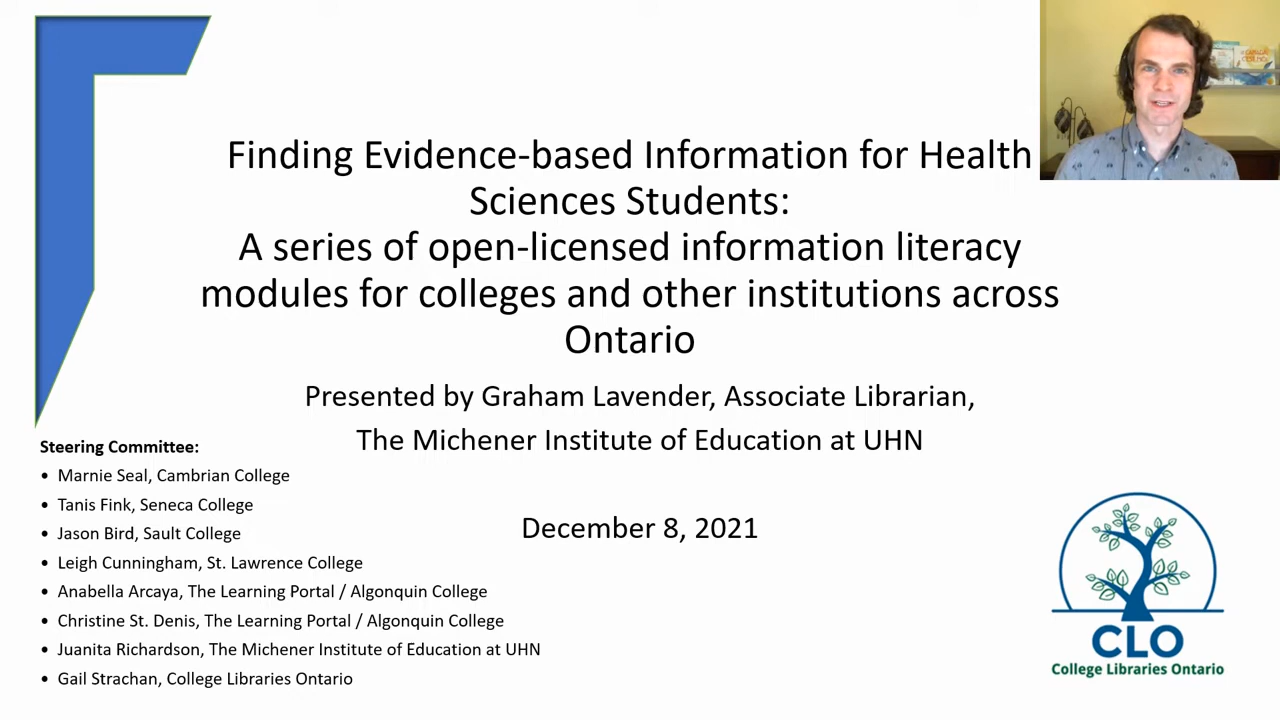 Finding Evidence-based Information for Health
Sciences Students:
A series of open-licensed information literacy
modules for colleges and other institutions across
Ontario
Presented by Graham Lavender, Associate Librarian,
The Michener Institute of Education at UHN
December 8, 2021
Steering Committee:
• Marnie Seal, Cambrian College
• Tanis Fink, Seneca College
• Jason Bird, Sault College
• Leigh Cunningham, St. Lawrence College
• Anabella Arcaya, The Learning Portal / Algonquin College
• Christine St. Denis, The Learning Portal / Algonquin College
• Juanita Richardson, The Michener Institute of Education at UHN
• Gail Strachan, College Libraries Ontario
CLO
College Libraries Ontario